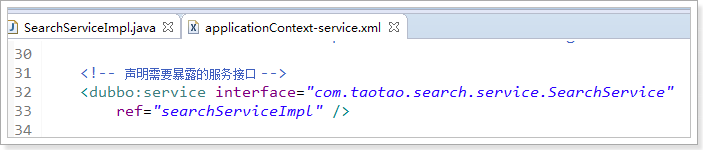 SearchServiceImpl.java applicationContext-service.xml
30
31 <!-- 声明需要暴露的服务接口 -->
32 <dubbo:service interface="com.taotao.search.service.SearchService"
33 ref="searchServiceImpl" />
34